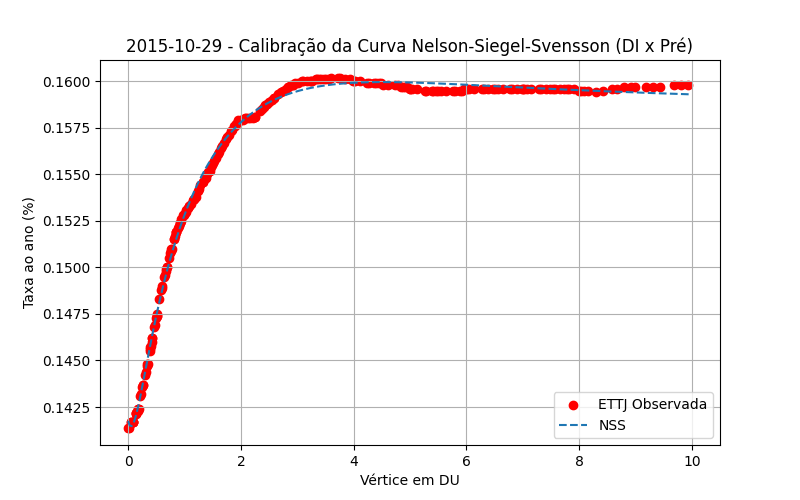 2015-10-29 - Calibração da Curva Nelson-Siegel-Svensson (DI x Pré)
Taxa ao ano (%)
0.1600
0.1575
0.1550
0.1525
0.1500
0.1475
0.1450
0.1425
ETTJ Observada
NSS
0 2 4 6 8 10
Vértice em DU